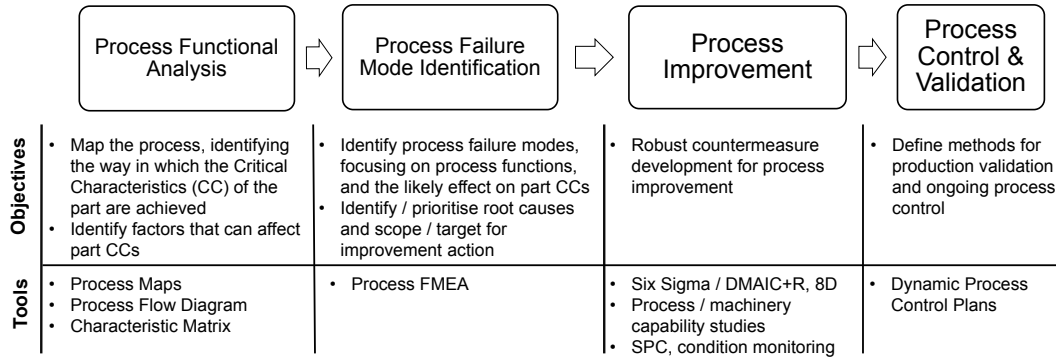 Process Functional
Analysis
Process Failure
Mode Identification
Process
Improvement
Process
Control &
Validation
Objectives
• Map the process, identifying
the way in which the Critical
Characteristics (CC) of the
part are achieved
• Identify factors that can affect
part CCs
• Identify process failure modes,
focusing on process functions,
and the likely effect on part CCs
• Identify / prioritise root causes
and scope / target for
improvement action
• Robust countermeasure
development for process
improvement
• Define methods for
production validation
and ongoing process
control
Tools
• Process Maps
• Process Flow Diagram
• Characteristic Matrix
• Process FMEA
• Six Sigma / DMAIC+R, 8D
• Process / machinery
capability studies
• SPC, condition monitoring
• Dynamic Process
Control Plans